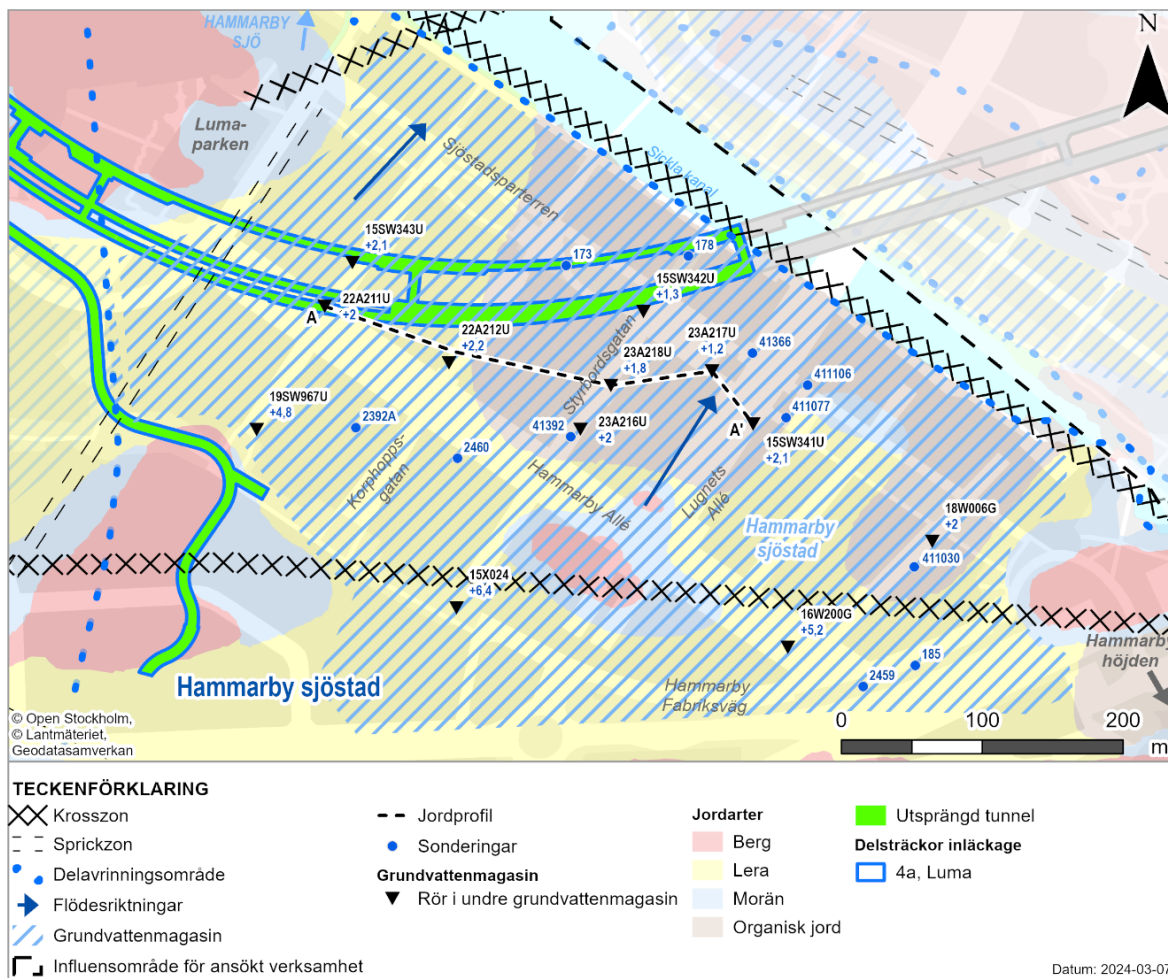 HAMMARBY
SJÖ
N
Luma-
parken
Sjöstadsparterren
Sickla kanal
15SW343U
+2,1
173
178
15SW342U
+1,3
22A211U
+2
A
22A212U
+2,2
Styrbordsgatan
23A217U
+1,2
23A218U
+1,8
41366
411106
411077
19SW967U
+4,8
2392A
41392
23A216U
+2
A'
15SW341U
+2,1
2460
Korphopps-
gatan
Hammarby Allé
Lugnets
Allé
Hammarby
sjöstad
18W006G
+2
411030
15X024
+6,4
16W200G
+5,2
185
2459
Hammarby
höjden
Hammarby sjöstad
Hammarby
Fabriksväg
© Open Stockholm,
© Lantmäteriet,
Geodatasamverkan
0 100 200
m
TECKENFÖRKLARING
Krosszon
Sprickzon
Delavrinningsområde
Flödesriktningar
Grundvattenmagasin
Influensområde för ansökt verksamhet
Jordprofil
Sonderingar
Grundvattenmagasin
Rör i undre grundvattenmagasin
Jordarter
Berg
Lera
Morän
Organisk jord
Utsprängd tunnel
Delsträckor inläckage
4a, Luma
Datum: 2024-03-07